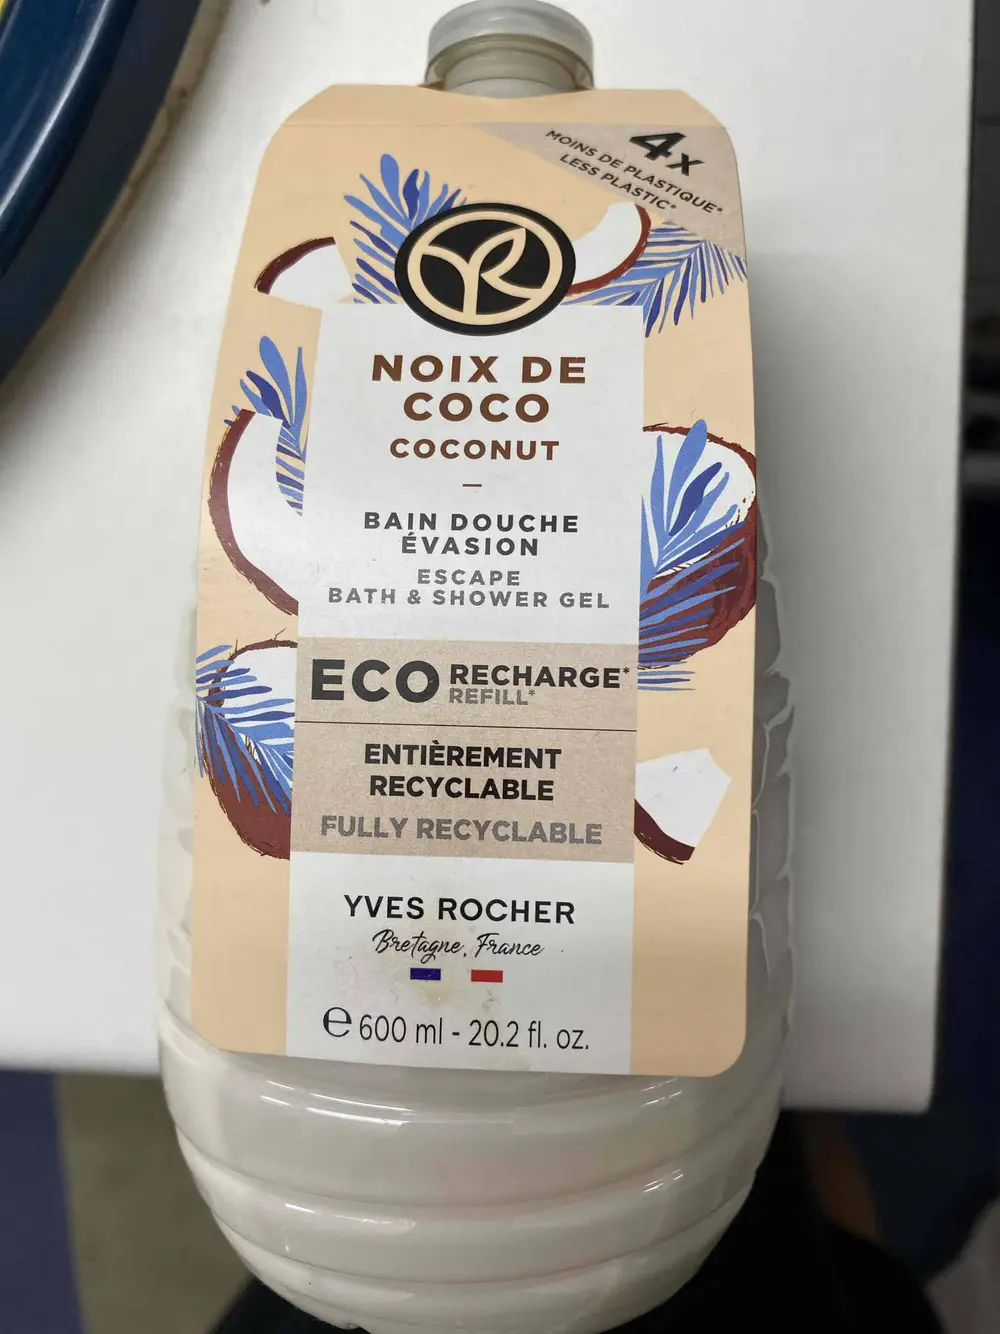 4x
MOINS DE PLASTIQUE*
LESS PLASTIC*
YR
NOIX DE
COCO
COCONUT
–
BAIN DOUCHE
ÉVASION
ESCAPE
BATH & SHOWER GEL
ECO RECHARGE*
REFILL*
ENTIÈREMENT
RECYCLABLE
FULLY RECYCLABLE
YVES ROCHER
Bretagne, France
℮ 600 ml - 20.2 fl. oz.